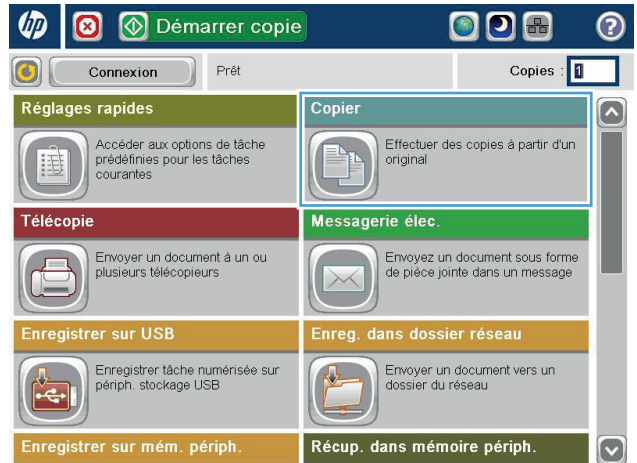 hp Démarrer copie ?
Connexion Prêt Copies : 1
Réglages rapides
Accéder aux options de tâche
prédéfinies pour les tâches
courantes
Copier
Effectuer des copies à partir d'un
original
Télécopie
Envoyer un document à un ou
plusieurs télécopieurs
Messagerie élec.
Envoyez un document sous forme
de pièce jointe dans un message
Enregistrer sur USB
Enregistrer tâche numérisée sur
périph. stockage USB
Enreg. dans dossier réseau
Envoyer un document vers un
dossier du réseau
Enregistrer sur mém. périph.
Récup. dans mémoire périph.